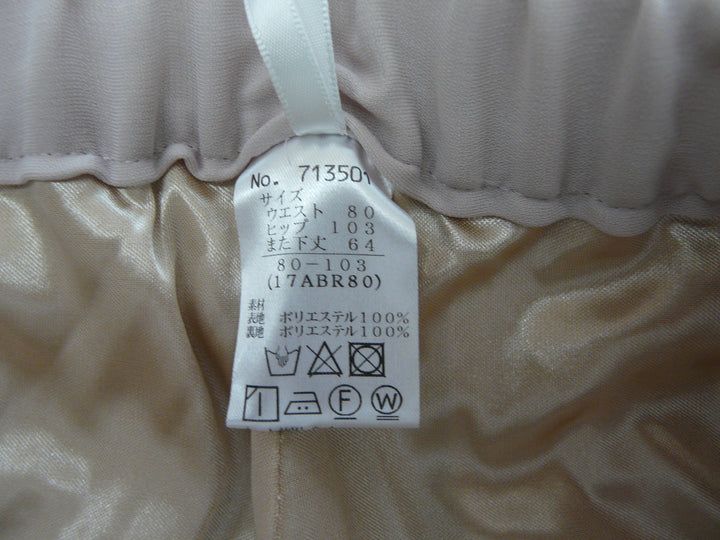 No. 713501
サイズ
ウエスト 80
ヒップ 103
また下丈 64
80-103
(17ABR80)
素材
表地 ポリエステル100%
裏地 ポリエステル100%
F W